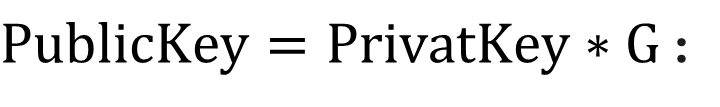 PublicKey = PrivatKey * G: